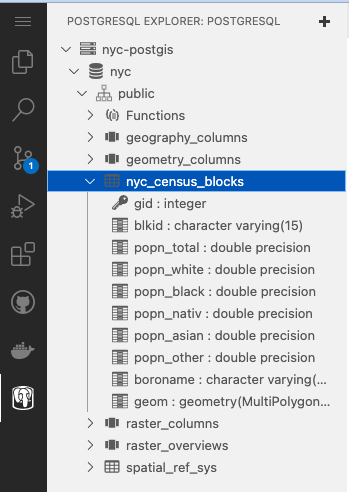 POSTGRESQL EXPLORER: POSTGRESQL
nyc-postgis
nyc
public
Functions
geography_columns
geometry_columns
1
nyc_census_blocks
gid : integer
blkid : character varying(15)
popn_total : double precision
popn_white : double precision
popn_black : double precision
popn_nativ : double precision
popn_asian : double precision
popn_other : double precision
boroname : character varying(...
geom : geometry(MultiPolygon...
raster_columns
raster_overviews
spatial_ref_sys